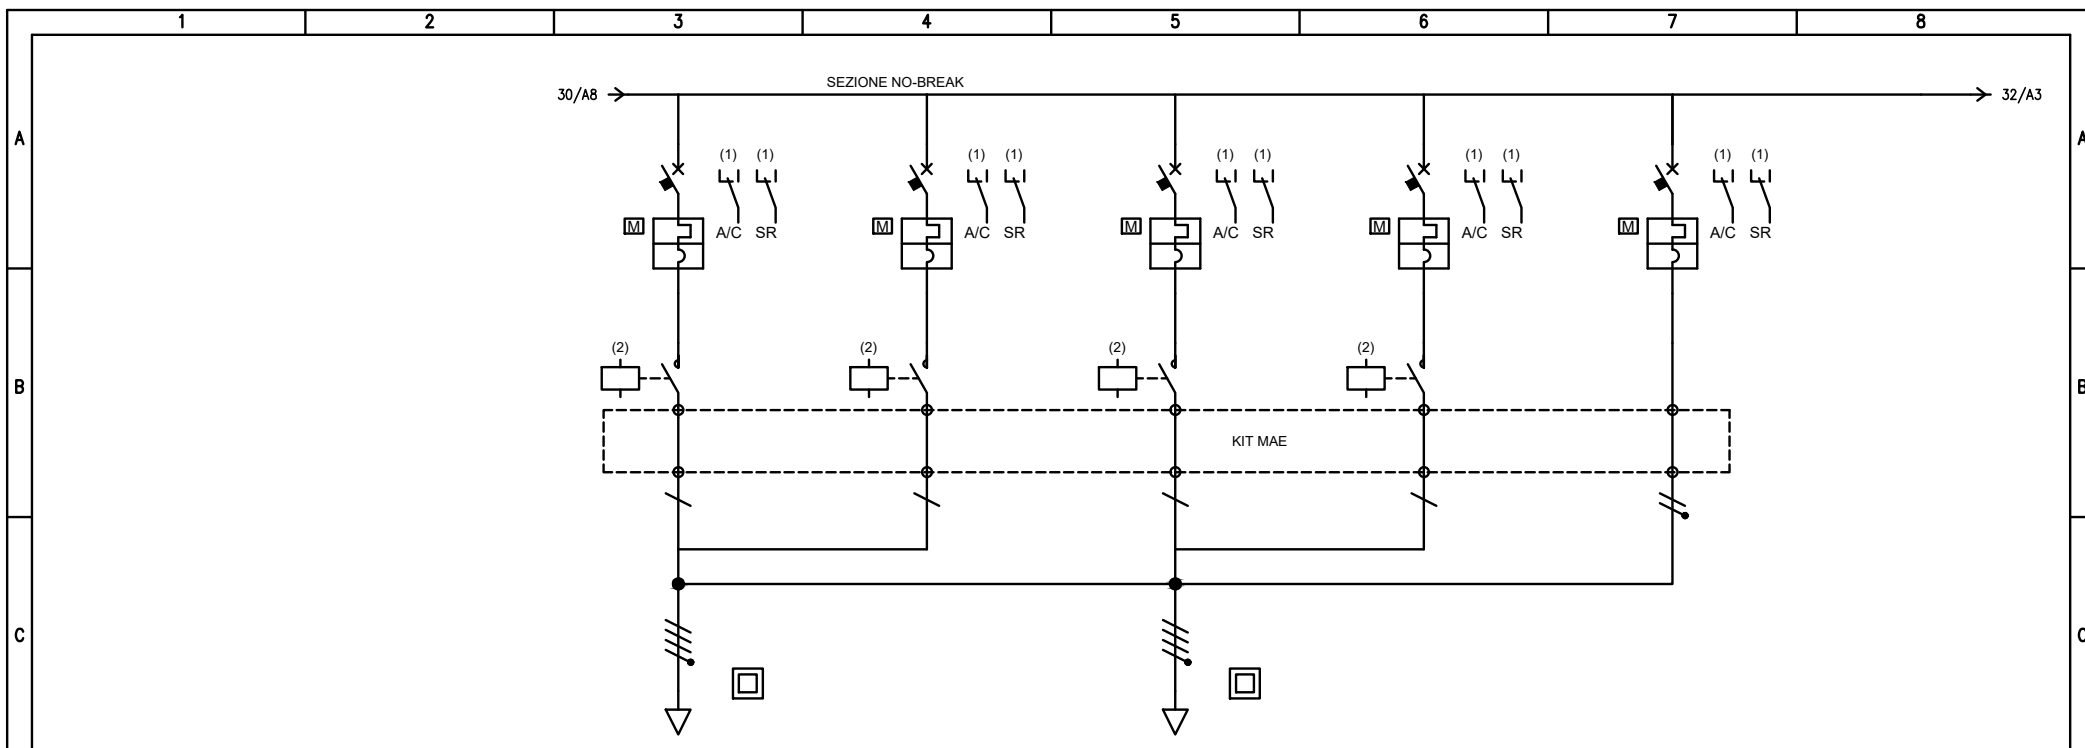 1 2 3 4 5 6 7 8
SEZIONE NO-BREAK
30/A8 32/A3
A A
(1) (1) (1) (1) (1) (1) (1) (1) (1) (1)
M A/C SR M A/C SR M A/C SR M A/C SR M A/C SR
(2) (2) (2) (2)
B B
KIT MAE
C C